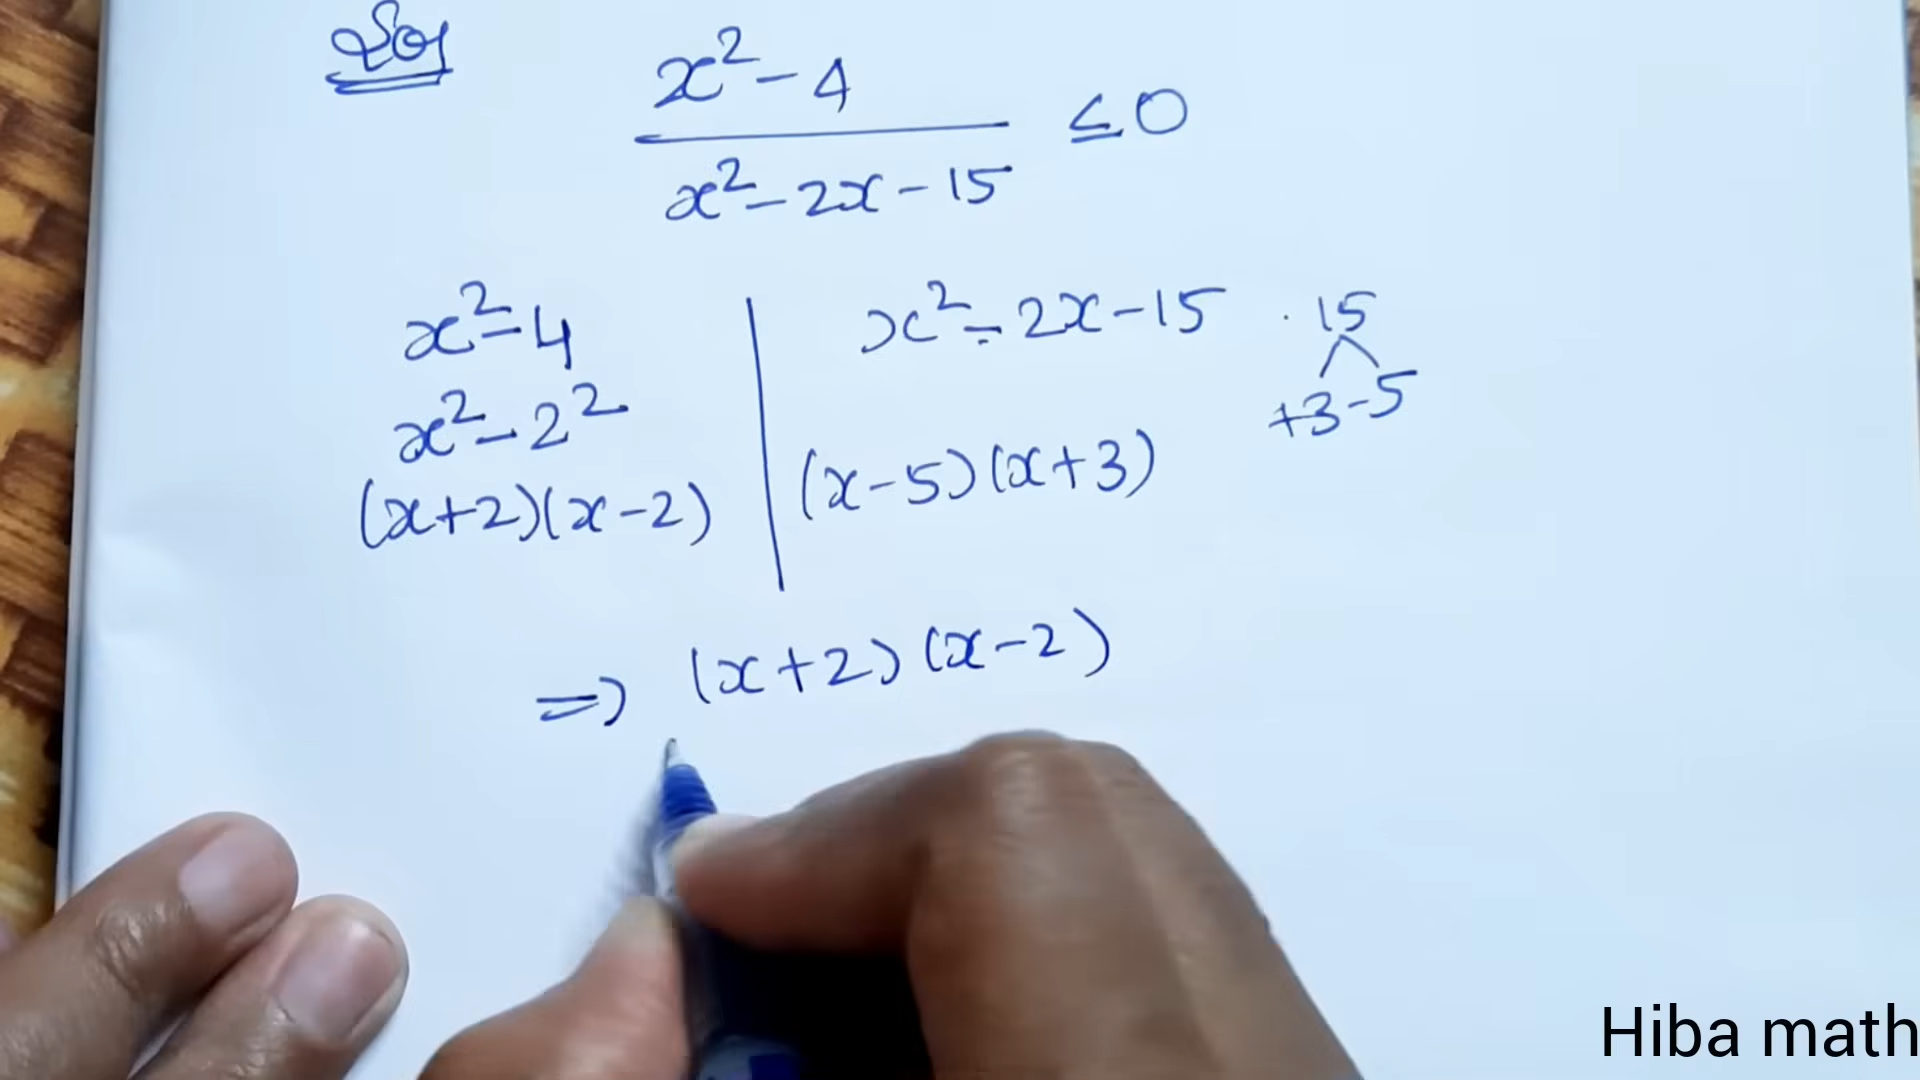 Sol
x² - 4
x² - 2x - 15 ≤ 0
x² - 4
x² - 2²
(x+2)(x-2)
x² - 2x - 15
(x-5)(x+3)
15
+3 -5
⇒ (x+2)(x-2)
Hiba math